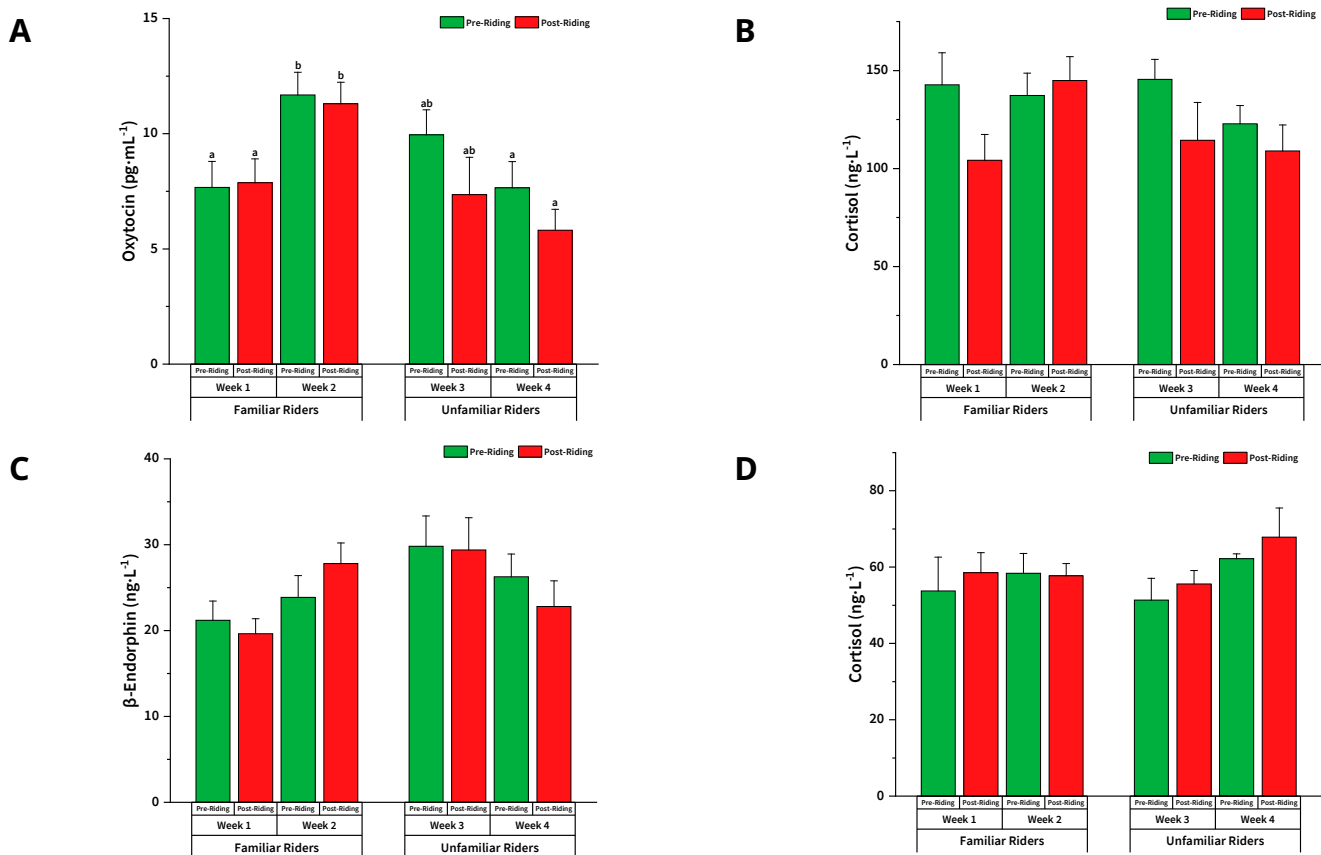 A
Pre-Riding Post-Riding
Oxytocin (pg·mL⁻¹)
15
10
5
0
a a b b ab ab a a
Pre-Riding Post-Riding Pre-Riding Post-Riding Pre-Riding Post-Riding Pre-Riding Post-Riding
Week 1 Week 2 Week 3 Week 4
Familiar Riders Unfamiliar Riders
B
Pre-Riding Post-Riding
Cortisol (ng·L⁻¹)
150
100
50
0
Pre-Riding Post-Riding Pre-Riding Post-Riding Pre-Riding Post-Riding Pre-Riding Post-Riding
Week 1 Week 2 Week 3 Week 4
Familiar Riders Unfamiliar Riders
C
Pre-Riding Post-Riding
β-Endorphin (ng·L⁻¹)
40
30
20
10
0
Pre-Riding Post-Riding Pre-Riding Post-Riding Pre-Riding Post-Riding Pre-Riding Post-Riding
Week 1 Week 2 Week 3 Week 4
Familiar Riders Unfamiliar Riders
D
Pre-Riding Post-Riding
Cortisol (ng·L⁻¹)
80
60
40
20
0
Pre-Riding Post-Riding Pre-Riding Post-Riding Pre-Riding Post-Riding Pre-Riding Post-Riding
Week 1 Week 2 Week 3 Week 4
Familiar Riders Unfamiliar Riders